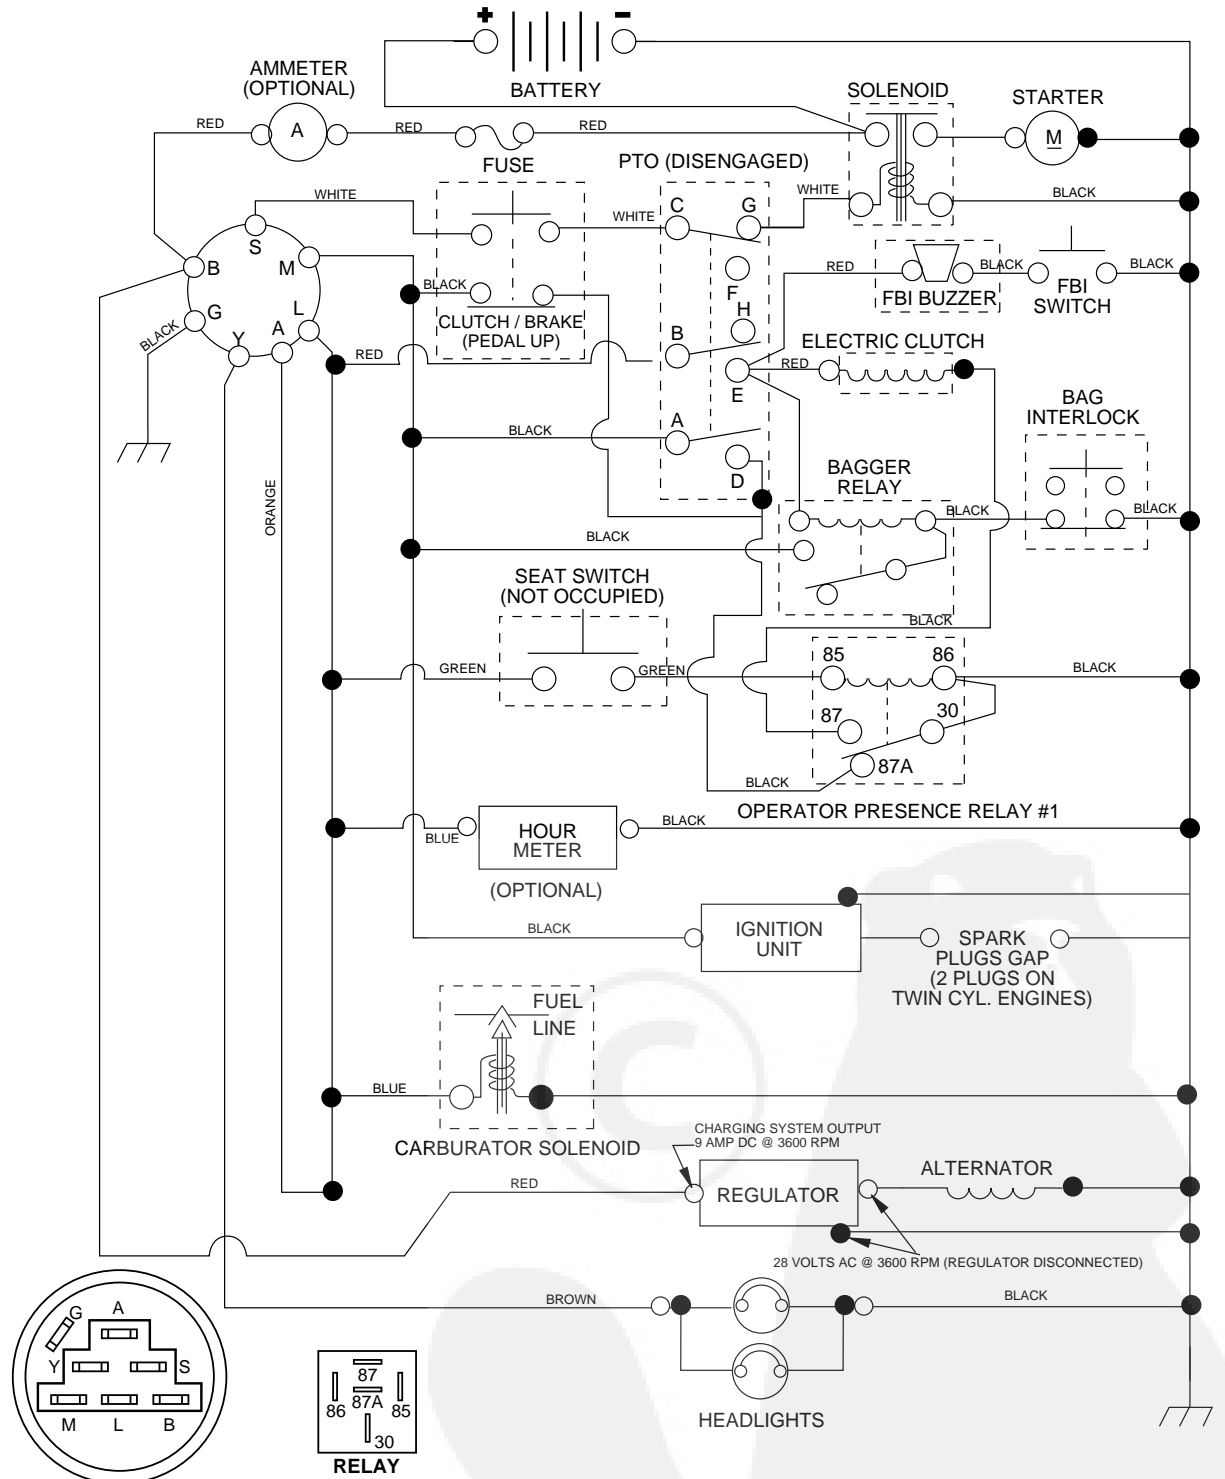 + -
BATTERY
AMMETER
(OPTIONAL)
A
RED
RED
FUSE
RED
SOLENOID
STARTER
M
PTO (DISENGAGED)
WHITE
WHITE
C
G
WHITE
BLACK
S
B
M
G
Y
A
L
BLACK
BLACK
CLUTCH / BRAKE
(PEDAL UP)
F
H
B
E
A
D
RED
FBI BUZZER
BLACK
FBI
SWITCH
BLACK
RED
RED
ELECTRIC CLUTCH
BAG
INTERLOCK
BLACK
ORANGE
BAGGER
RELAY
BLACK
BLACK
BLACK
BLACK
SEAT SWITCH
(NOT OCCUPIED)
GREEN
GREEN
85
86
BLACK
87
30
87A
BLACK
OPERATOR PRESENCE RELAY #1
BLUE
HOUR
METER
(OPTIONAL)
BLACK
BLACK
IGNITION
UNIT
SPARK
PLUGS GAP
(2 PLUGS ON
TWIN CYL. ENGINES)
FUEL
LINE
BLUE
CARBURATOR SOLENOID
CHARGING SYSTEM OUTPUT
9 AMP DC @ 3600 RPM
RED
REGULATOR
ALTERNATOR
28 VOLTS AC @ 3600 RPM (REGULATOR DISCONNECTED)
BROWN
BLACK
HEADLIGHTS
G
A
Y
S
M
L
B
87
87A
86
85
30
RELAY
©